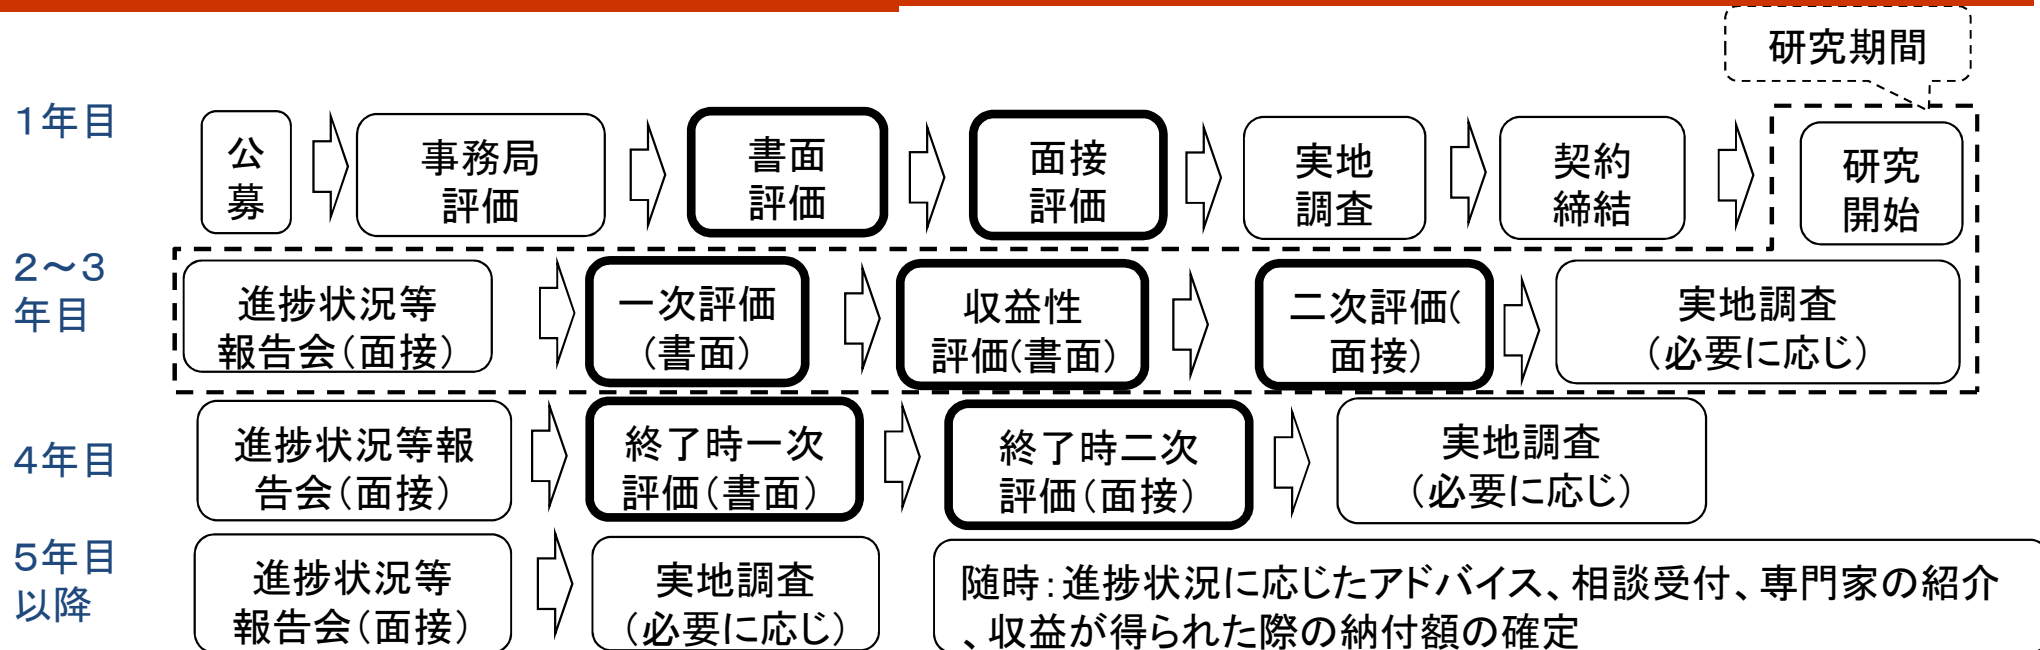 研究期間
1年目
公
募
事務局
評価
書面
評価
面接
評価
実地
調査
契約
締結
研究
開始
2～3
年目
進捗状況等
報告会(面接)
一次評価
(書面)
収益性
評価(書面)
二次評価(
面接)
実地調査
(必要に応じ)
4年目
進捗状況等報
告会(面接)
終了時一次
評価(書面)
終了時二次
評価(面接)
実地調査
(必要に応じ)
5年目
以降
進捗状況等
報告会(面接)
実地調査
(必要に応じ)
随時：進捗状況に応じたアドバイス、相談受付、専門家の紹介
、収益が得られた際の納付額の確定